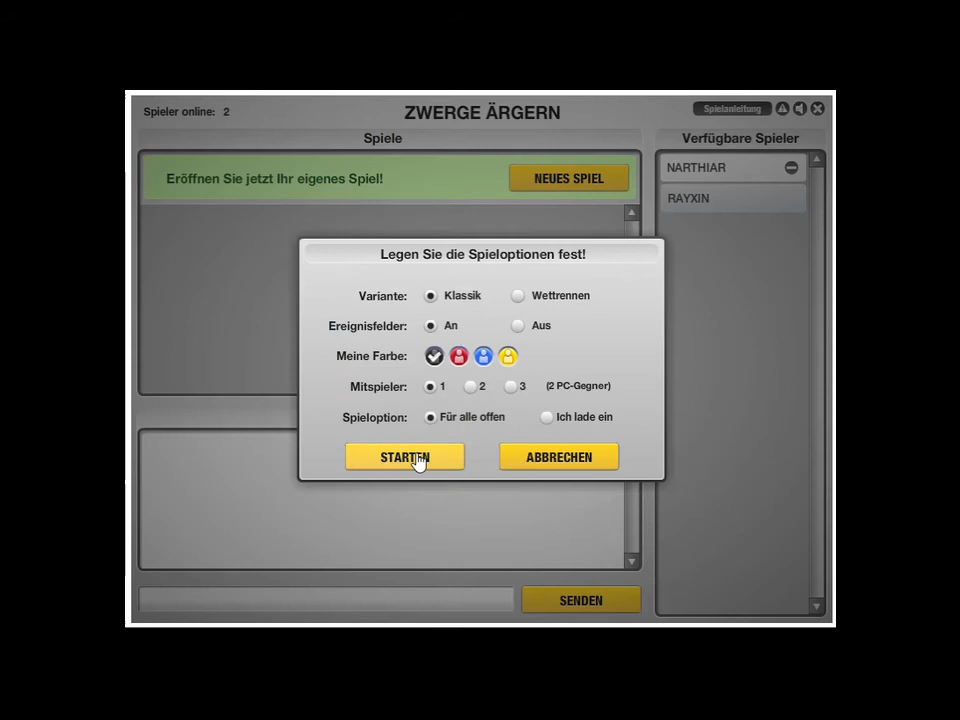 Spieler online: 2
ZWERGE ÄRGERN
Spielanleitung
Spiele
Verfügbare Spieler
Eröffnen Sie jetzt Ihr eigenes Spiel!
NEUES SPIEL
NARTHIAR
RAYXIN
Legen Sie die Spieloptionen fest!
Variante: Klassik Wettrennen
Ereignisfelder: An Aus
Meine Farbe:
Mitspieler: 1 2 3 (2 PC-Gegner)
Spieloption: Für alle offen Ich lade ein
STARTEN ABBRECHEN
SENDEN